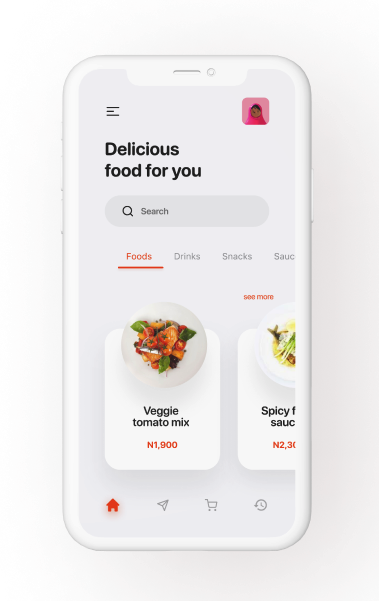 Delicious
food for you
Search
Foods Drinks Snacks Sauc
see more
Veggie
tomato mix
N1,900
Spicy f
sauc
N2,30